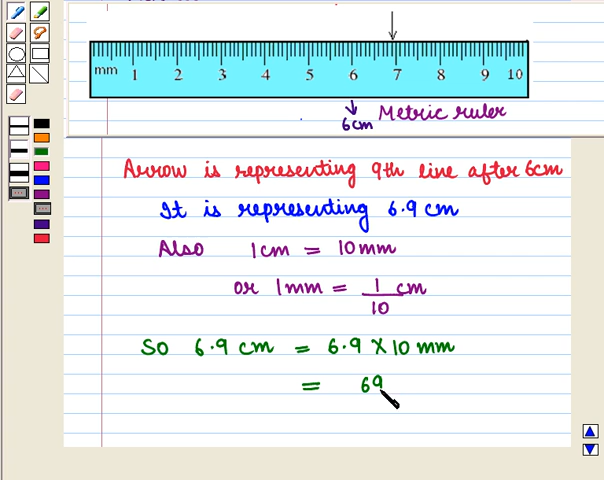 mm 1 2 3 4 5 6 7 8 9 10
6cm
Metric ruler
Arrow is representing 9th line after 6cm
It is representing 6.9 cm
Also 1cm = 10mm
or 1mm = 1/10 cm
So 6.9 cm = 6.9 × 10 mm
= 69